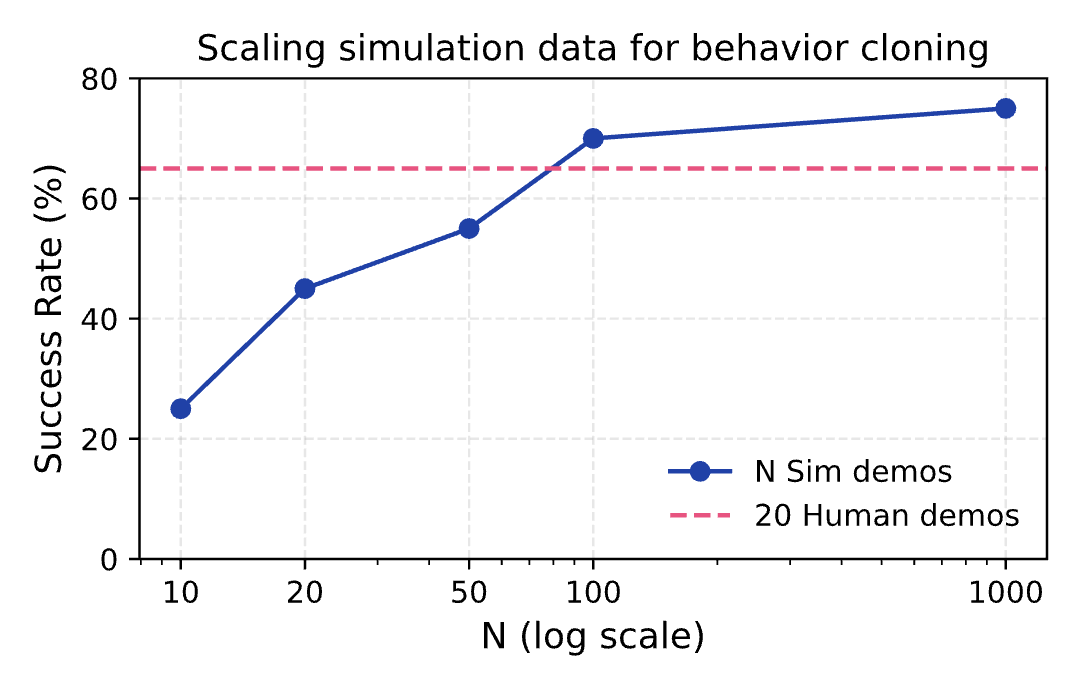 Scaling simulation data for behavior cloning
80
60
40
20
0
Success Rate (%)
N Sim demos
20 Human demos
10 20 50 100 1000
N (log scale)